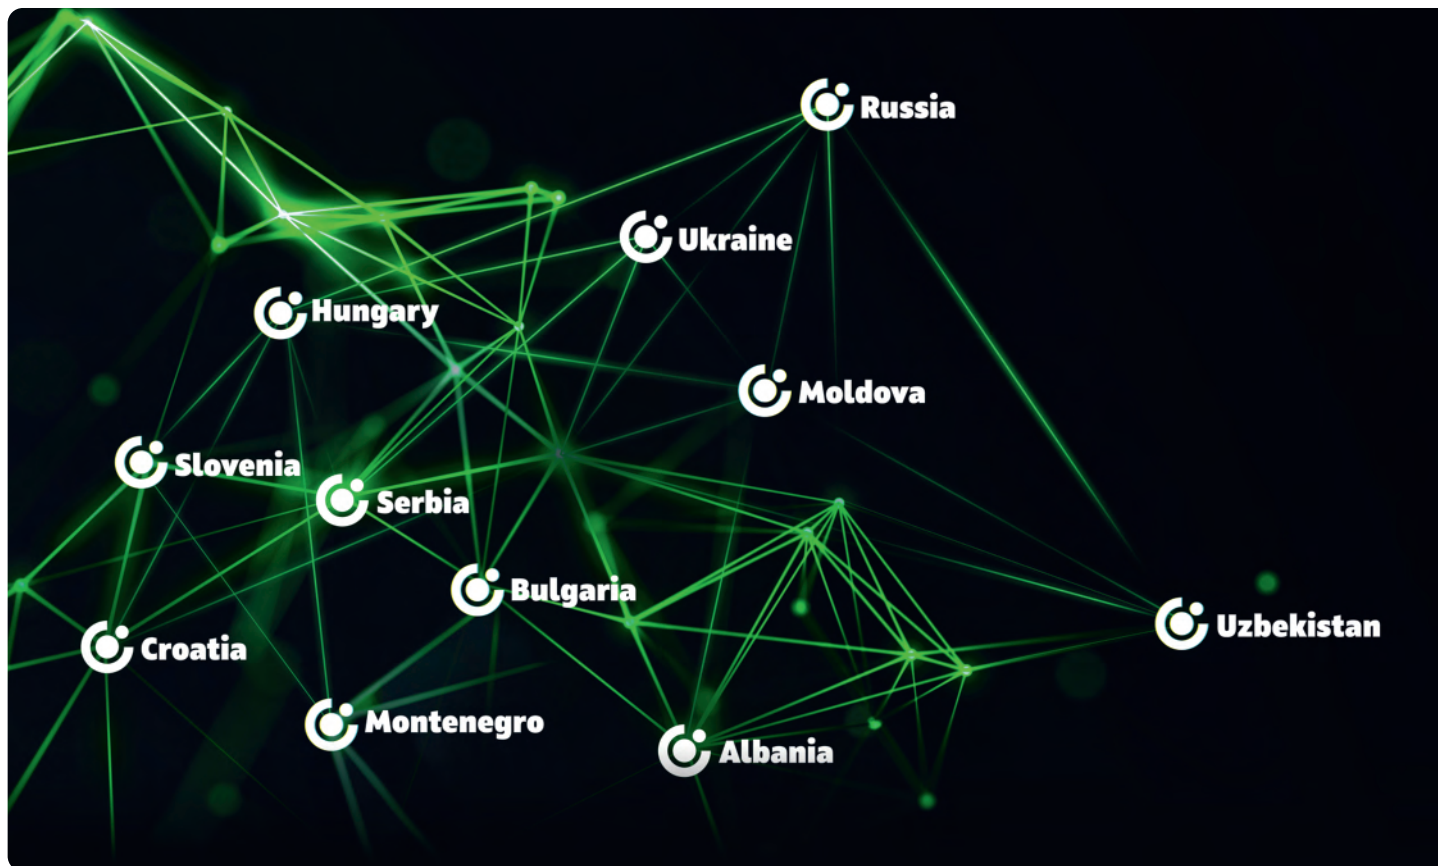 Russia
Ukraine
Hungary
Moldova
Slovenia
Serbia
Bulgaria
Uzbekistan
Croatia
Montenegro
Albania